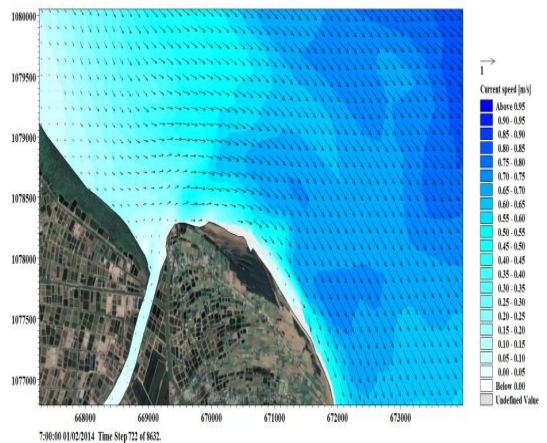 1080000
1079500
1079000
1078500
1078000
1077500
1077000
668000 669000 670000 671000 672000 673000
7:00:00 01/02/2014 Time Step 722 of 8632.
1
Current speed [m/s]
Above 0.95
0.90 - 0.95
0.85 - 0.90
0.80 - 0.85
0.75 - 0.80
0.70 - 0.75
0.65 - 0.70
0.60 - 0.65
0.55 - 0.60
0.50 - 0.55
0.45 - 0.50
0.40 - 0.45
0.35 - 0.40
0.30 - 0.35
0.25 - 0.30
0.20 - 0.25
0.15 - 0.20
0.10 - 0.15
0.05 - 0.10
0.00 - 0.05
Below 0.00
Undefined Value